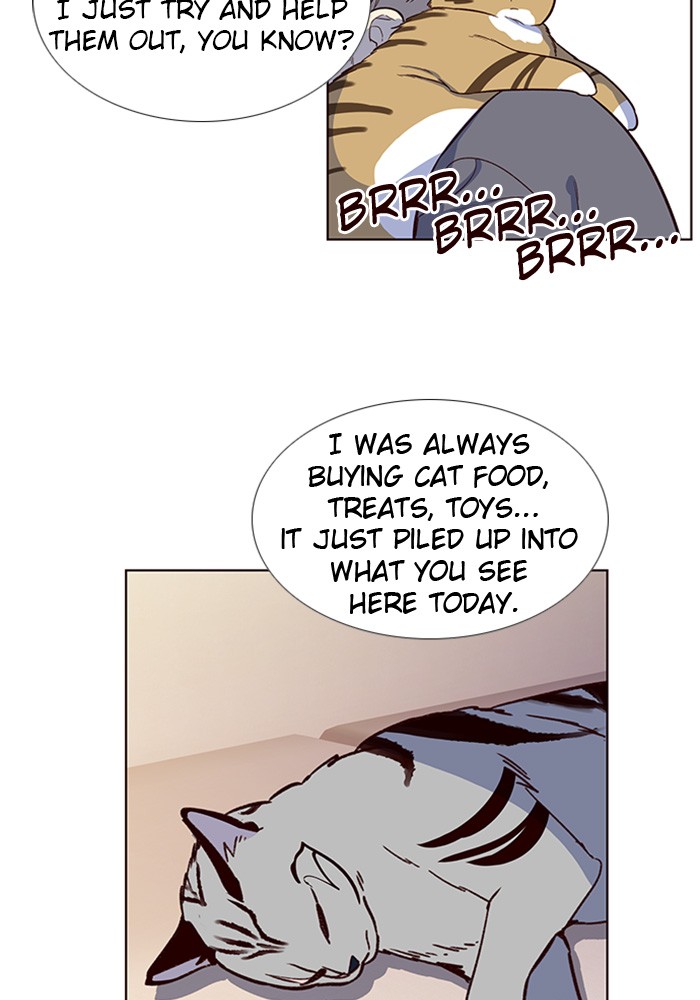 I JUST TRY AND HELP
THEM OUT, YOU KNOW?
BRRR...
BRRR...
BRRR...
I WAS ALWAYS
BUYING CAT FOOD,
TREATS, TOYS...
IT JUST PILED UP INTO
WHAT YOU SEE
HERE TODAY.